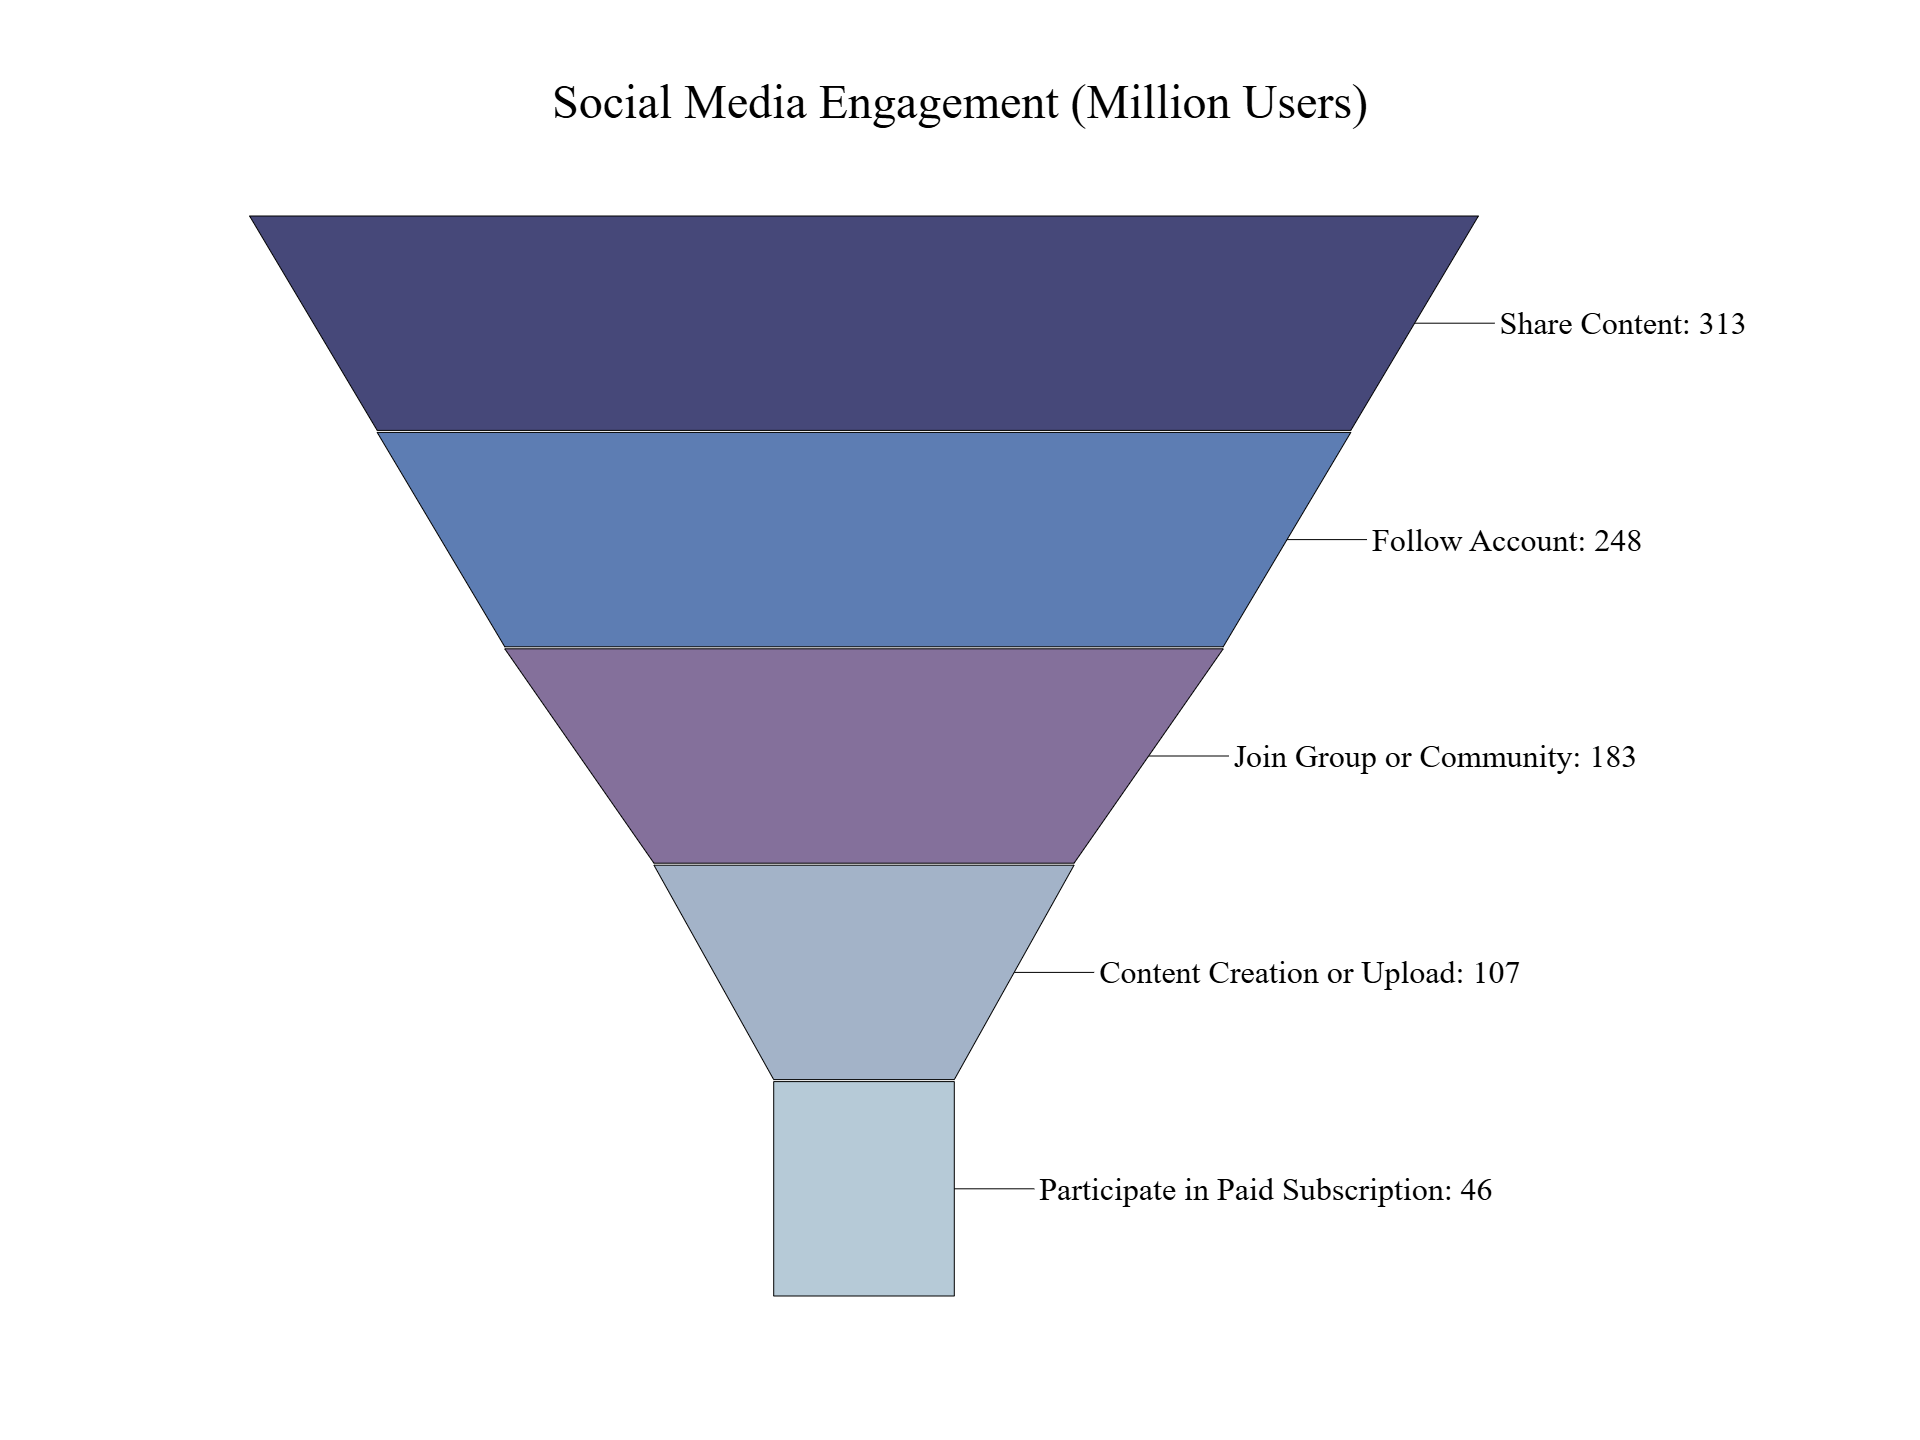 Social Media Engagement (Million Users)
Share Content: 313
Follow Account: 248
Join Group or Community: 183
Content Creation or Upload: 107
Participate in Paid Subscription: 46